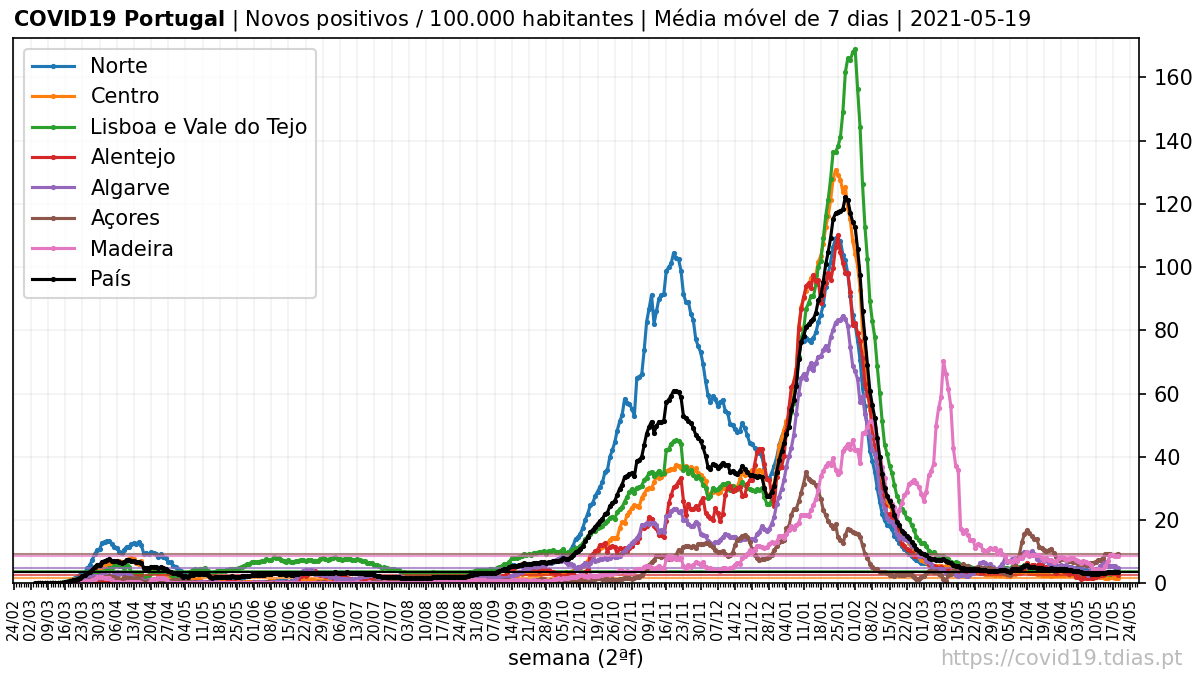 COVID19 Portugal | Novos positivos / 100.000 habitantes | Média móvel de 7 dias | 2021-05-19
Norte
Centro
Lisboa e Vale do Tejo
Alentejo
Algarve
Açores
Madeira
País
160
140
120
100
80
60
40
20
0
24/02 02/03 09/03 16/03 23/03 30/03 06/04 13/04 20/04 27/04 04/05 11/05 18/05 25/05 01/06 08/06 15/06 22/06 29/06 06/07 13/07 20/07 27/07 03/08 10/08 17/08 24/08 31/08 07/09 14/09 21/09 28/09 05/10 12/10 19/10 26/10 02/11 09/11 16/11 23/11 30/11 07/12 14/12 21/12 28/12 04/01 11/01 18/01 25/01 01/02 08/02 15/02 22/02 01/03 08/03 15/03 22/03 29/03 05/04 12/04 19/04 26/04 03/05 10/05 17/05 24/05
semana (2ªf)
https://covid19.tdias.pt